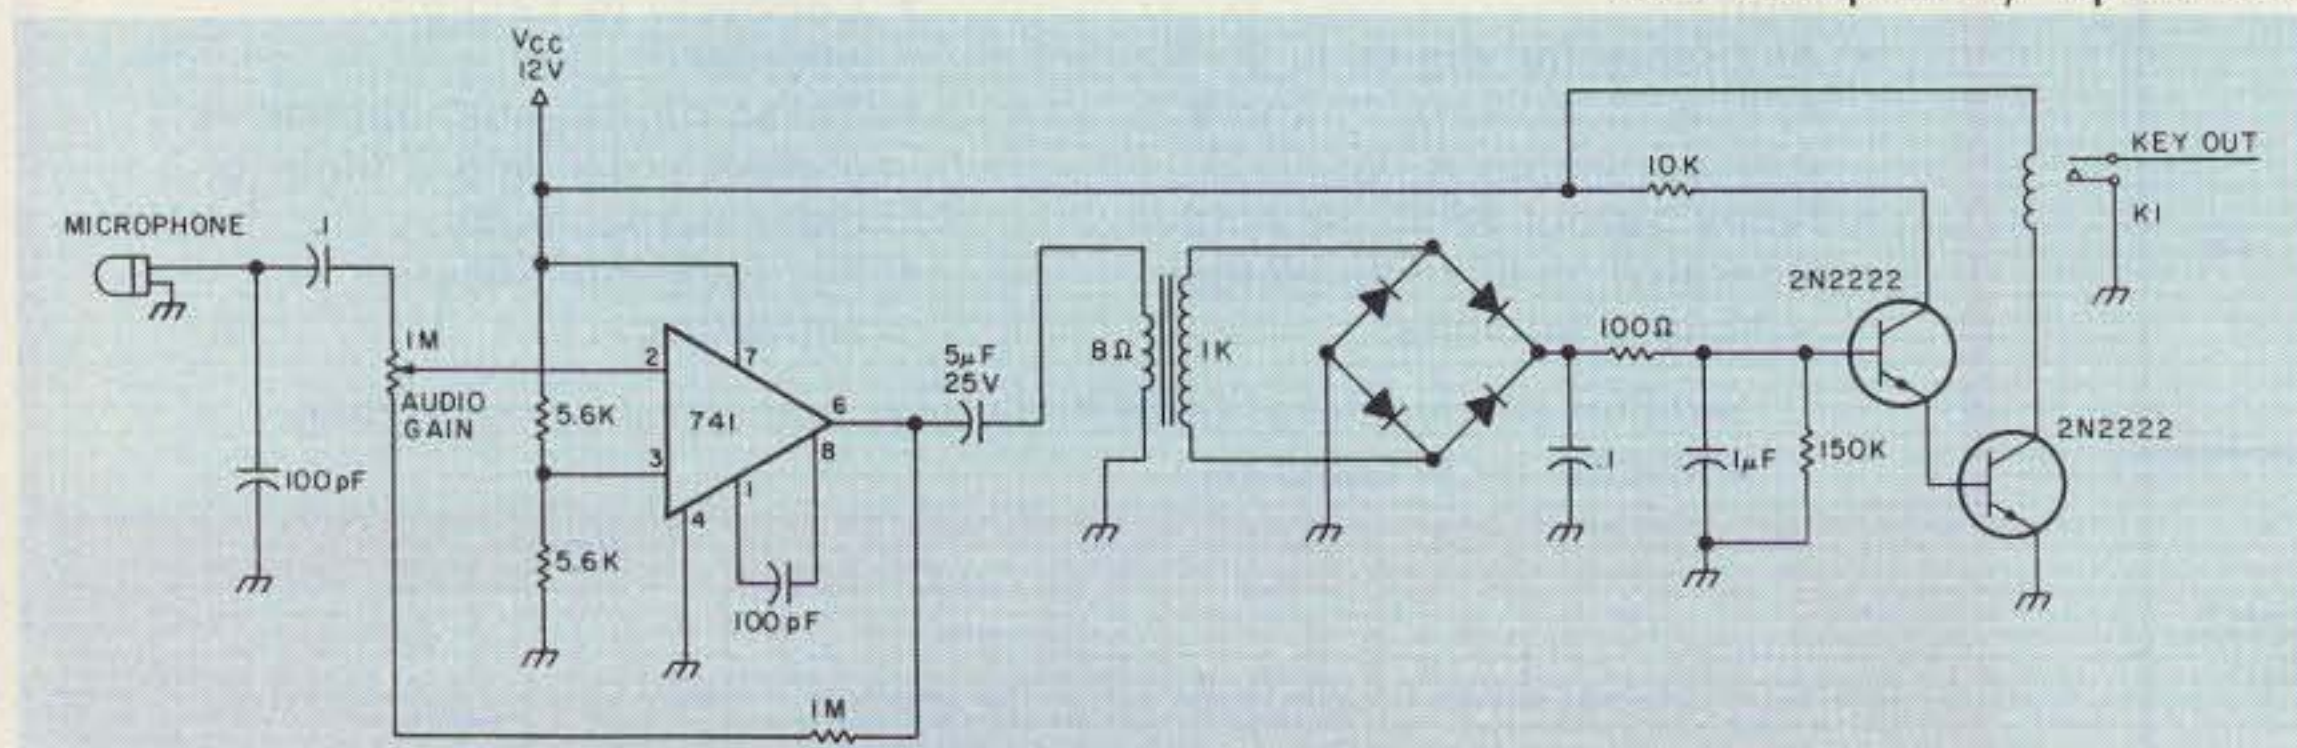 VCC
12V
MICROPHONE
.1
1M
AUDIO
GAIN
100pF
5.6K
5.6K
2
3
741
7
6
8
1
4
100pF
5µF
25V
1M
8Ω
1K
.1
100Ω
1µF
150K
10K
2N2222
2N2222
KEY OUT
K1